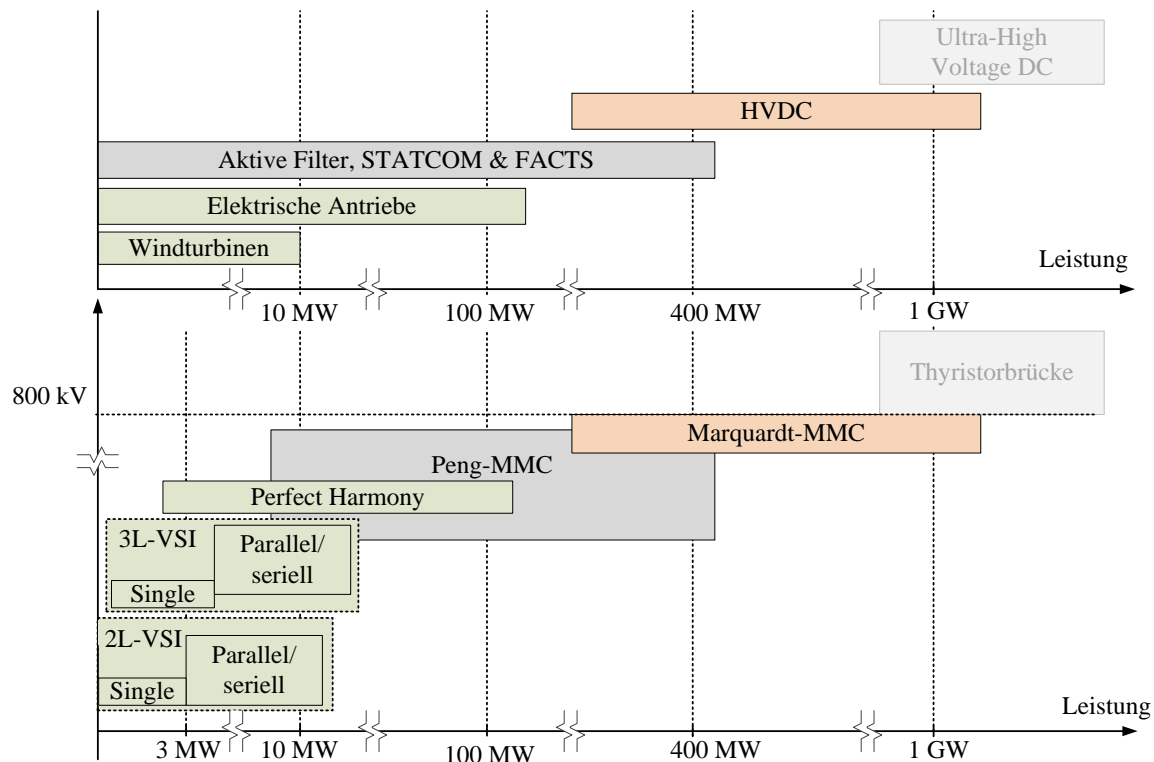 Ultra-High
Voltage DC
HVDC
Aktive Filter, STATCOM & FACTS
Elektrische Antriebe
Windturbinen
Leistung
10 MW
100 MW
400 MW
1 GW
Thyristorbrücke
800 kV
Marquardt-MMC
Peng-MMC
Perfect Harmony
3L-VSI
Parallel/
seriell
Single
2L-VSI
Parallel/
seriell
Single
Leistung
3 MW
10 MW
100 MW
400 MW
1 GW